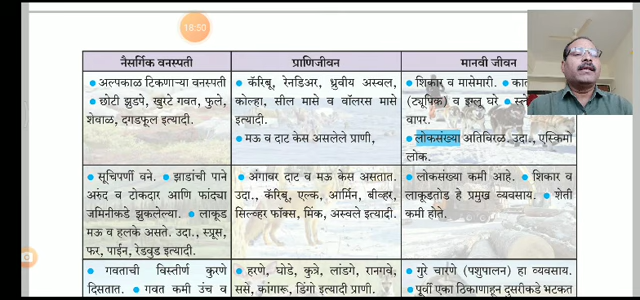 18:50
नैसर्गिक वनस्पती
प्राणिजीवन
मानवी जीवन
● अल्पकाळ टिकणाऱ्या वनस्पती
● छोटी झुडपे, खुरटे गवत, फुले,
शेवाळ, दगडफूल इत्यादी.
● कॅरिबू, रेनडिअर, ध्रुवीय अस्वल,
कोल्हा, सील मासे व वॉलरस मासे
इत्यादी.
● मऊ व दाट केस असलेले प्राणी,
● शिकार व मासेमारी. ●
(ट्यूपिक) व इग्लू घरे ●
वापर.
● लोकसंख्या अतिविरळ. उदा., एस्किमो
लोक.
● सूचिपर्णी वने. ● झाडांची पाने
अरुंद व टोकदार आणि फांद्या
जमिनीकडे झुकलेल्या. ● लाकूड
मऊ व हलके असते. उदा., स्प्रूस,
फर, पाईन, रेडवुड इत्यादी.
● अंगावर दाट व मऊ केस असतात.
उदा., कॅरिबू, एल्क, आर्मिन, बीव्हर,
सिल्व्हर फॉक्स, मिंक, अस्वले इत्यादी.
● लोकसंख्या कमी आहे. ● शिकार व
लाकूडतोड हे प्रमुख व्यवसाय. ● शेती
कमी होते.
● गवताची विस्तीर्ण कुरणे
दिसतात. ● गवत कमी उंच व
● हरणे, घोडे, कुत्रे, लांडगे, रानगवे,
ससे, कांगारू, डिंगो इत्यादी प्राणी.
● गुरे चारणे (पशुपालन) हा व्यवसाय.
● पूर्वी एका ठिकाणाहून दुसरीकडे भटकत